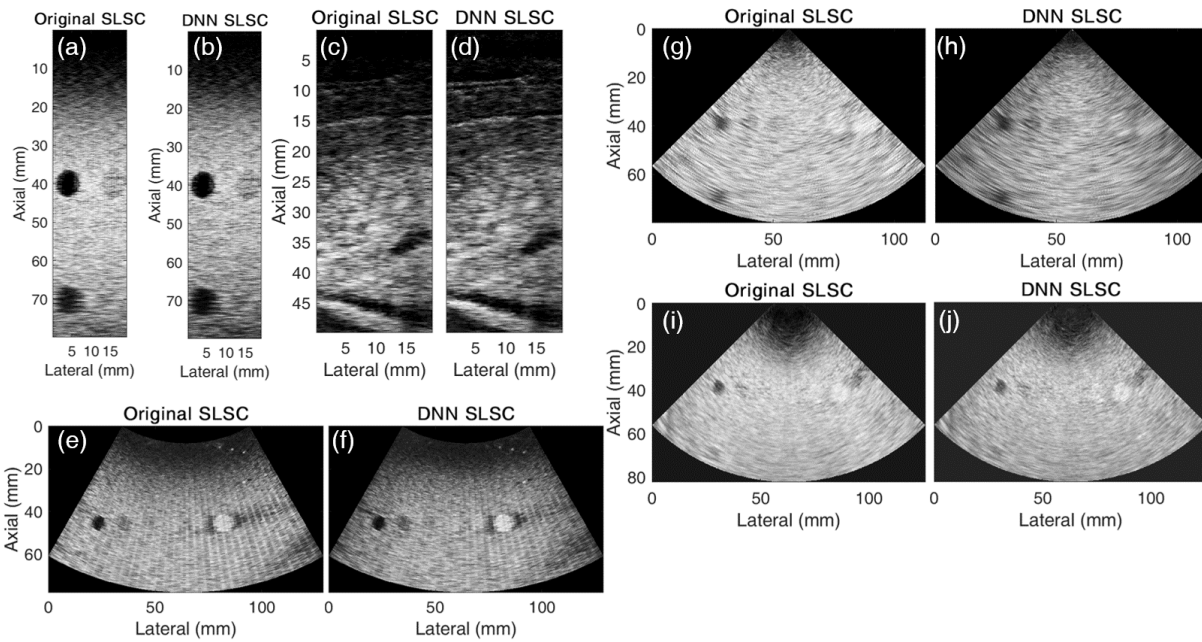 Original SLSC
DNN SLSC
(a)
(b)
(c)
(d)
Axial (mm)
10
20
30
40
50
60
70
5 10 15
Lateral (mm)
Axial (mm)
10
20
30
40
50
60
70
5 10 15
Lateral (mm)
Original SLSC
DNN SLSC
Axial (mm)
5
10
15
20
25
30
35
40
45
5 10 15
Lateral (mm)
5 10 15
Lateral (mm)
Original SLSC
DNN SLSC
(e)
(f)
Axial (mm)
0
20
40
60
0 50 100
Lateral (mm)
0 50 100
Lateral (mm)
Original SLSC
DNN SLSC
(g)
(h)
Axial (mm)
0
20
40
60
0 50 100
Lateral (mm)
0 50 100
Lateral (mm)
Original SLSC
DNN SLSC
(i)
(j)
Axial (mm)
0
20
40
60
80
0 50 100
Lateral (mm)
0 50 100
Lateral (mm)